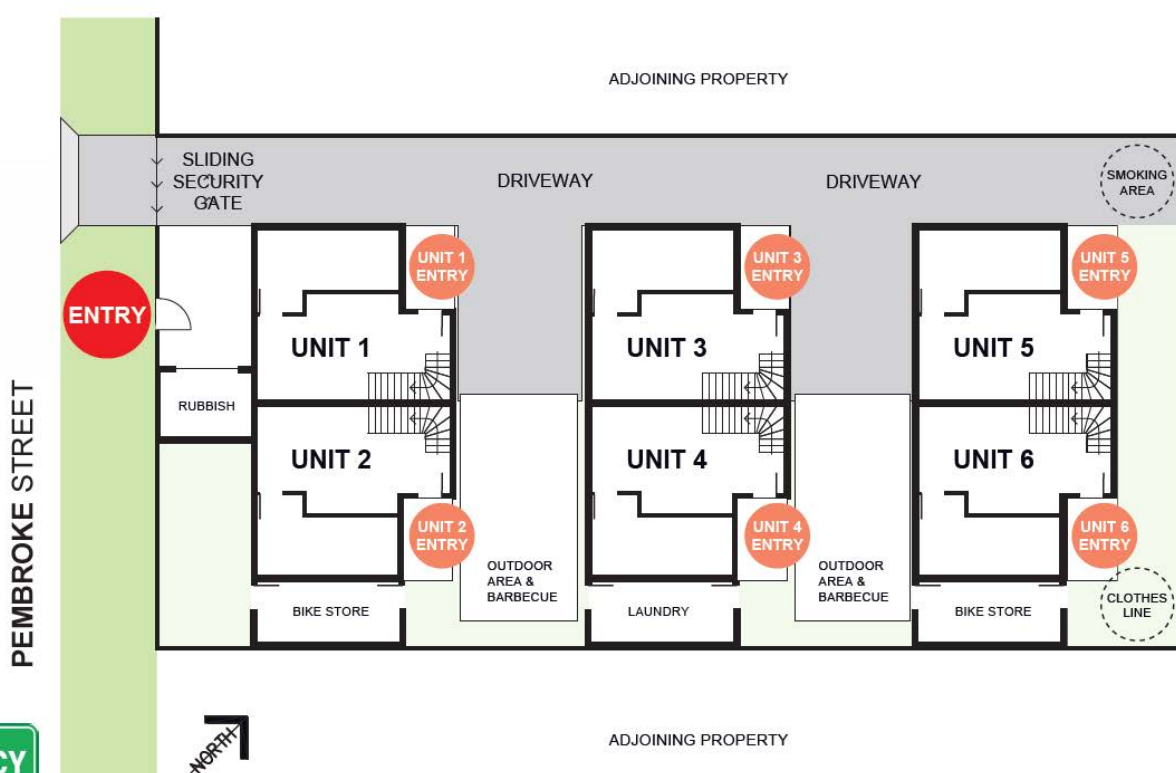 ADJOINING PROPERTY
SLIDING
SECURITY
GATE
DRIVEWAY
DRIVEWAY
SMOKING
AREA
UNIT 1
ENTRY
UNIT 3
ENTRY
UNIT 5
ENTRY
ENTRY
UNIT 1
UNIT 3
UNIT 5
RUBBISH
PEMBROKE STREET
UNIT 2
UNIT 4
UNIT 6
UNIT 2
ENTRY
UNIT 4
ENTRY
UNIT 6
ENTRY
OUTDOOR
AREA &
BARBECUE
OUTDOOR
AREA &
BARBECUE
BIKE STORE
LAUNDRY
BIKE STORE
CLOTHES
LINE
NORTH
ADJOINING PROPERTY
CY